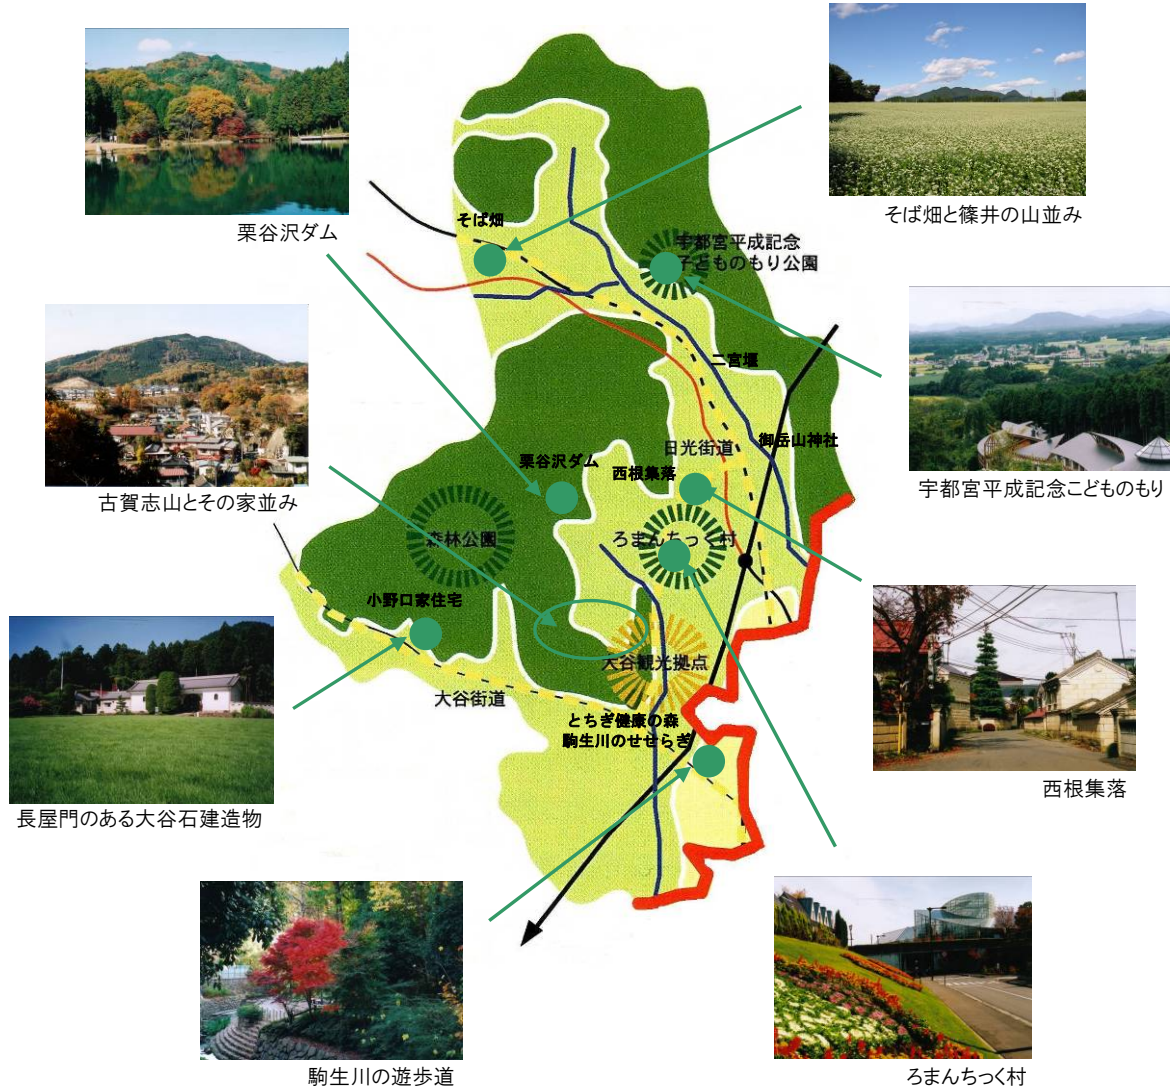 栗谷沢ダム
そば畑と篠井の山並み
そば畑
宇都宮平成記念
子どものもり公園
二宮堰
御岳山神社
日光街道
古賀志山とその家並み
栗谷沢ダム
西根集落
宇都宮平成記念こどものもり
森林公園
ろまんちっく村
小野口家住宅
大谷観光拠点
大谷街道
とちぎ健康の森
駒生川のせせらぎ
西根集落
長屋門のある大谷石建造物
駒生川の遊歩道
ろまんちっく村